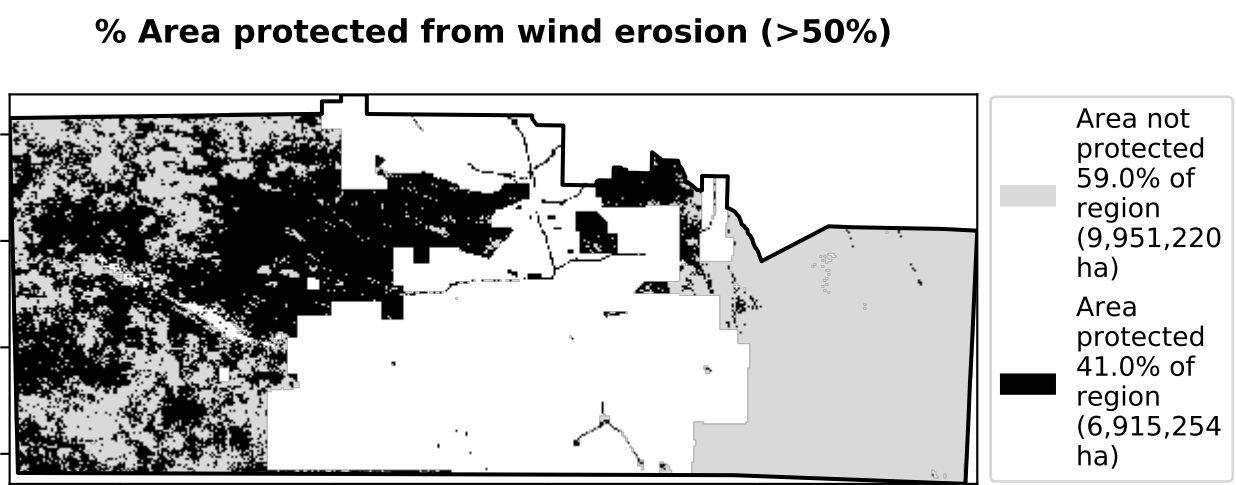 % Area protected from wind erosion (>50%)
Area not
protected
59.0% of
region
(9,951,220
ha)
Area
protected
41.0% of
region
(6,915,254
ha)